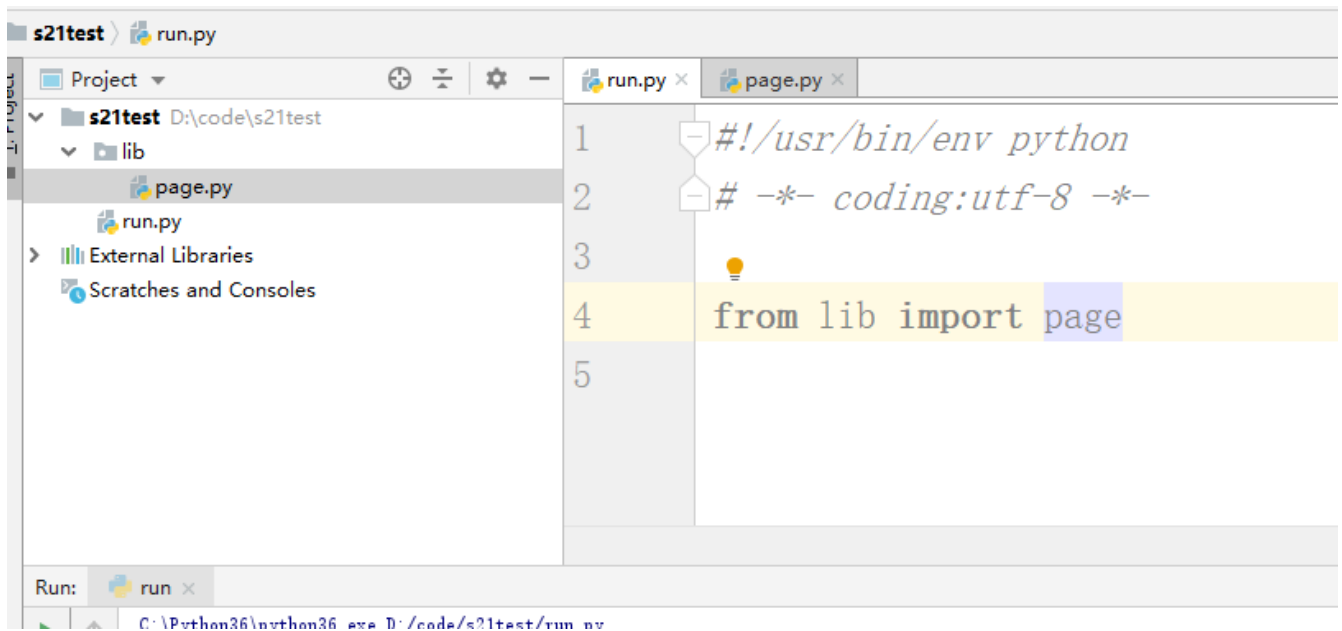 s21test run.py
Project
run.py page.py
s21test D:\code\s21test
lib
page.py
run.py
External Libraries
Scratches and Consoles
1 #!/usr/bin/env python
2 # -*- coding:utf-8 -*-
3
4 from lib import page
5
Run: run
C:\Python36\python36.exe D:/code/s21test/run.py